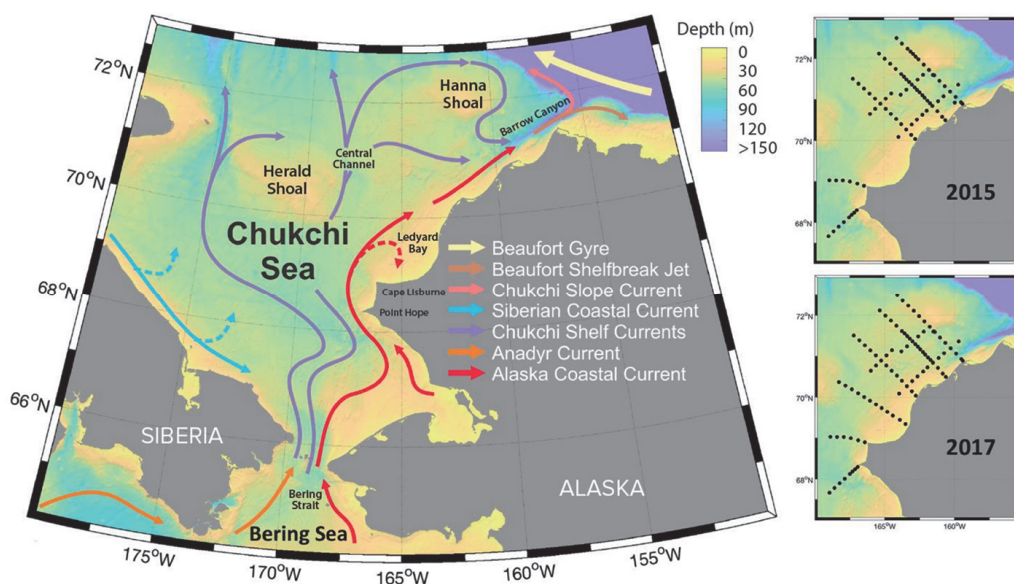 Depth (m)
0
30
60
90
120
>150
72°N
70°N
68°N
66°N
175°W
170°W
165°W
160°W
155°W
Hanna
Shoal
Barrow Canyon
Central
Channel
Herald
Shoal
Chukchi
Sea
Ledyard
Bay
Cape Lisburne
Point Hope
Beaufort Gyre
Beaufort Shelfbreak Jet
Chukchi Slope Current
Siberian Coastal Current
Chukchi Shelf Currents
Anadyr Current
Alaska Coastal Current
SIBERIA
ALASKA
Bering
Strait
Bering Sea
72°N
70°N
68°N
2015
72°N
70°N
68°N
2017
165°W
160°W